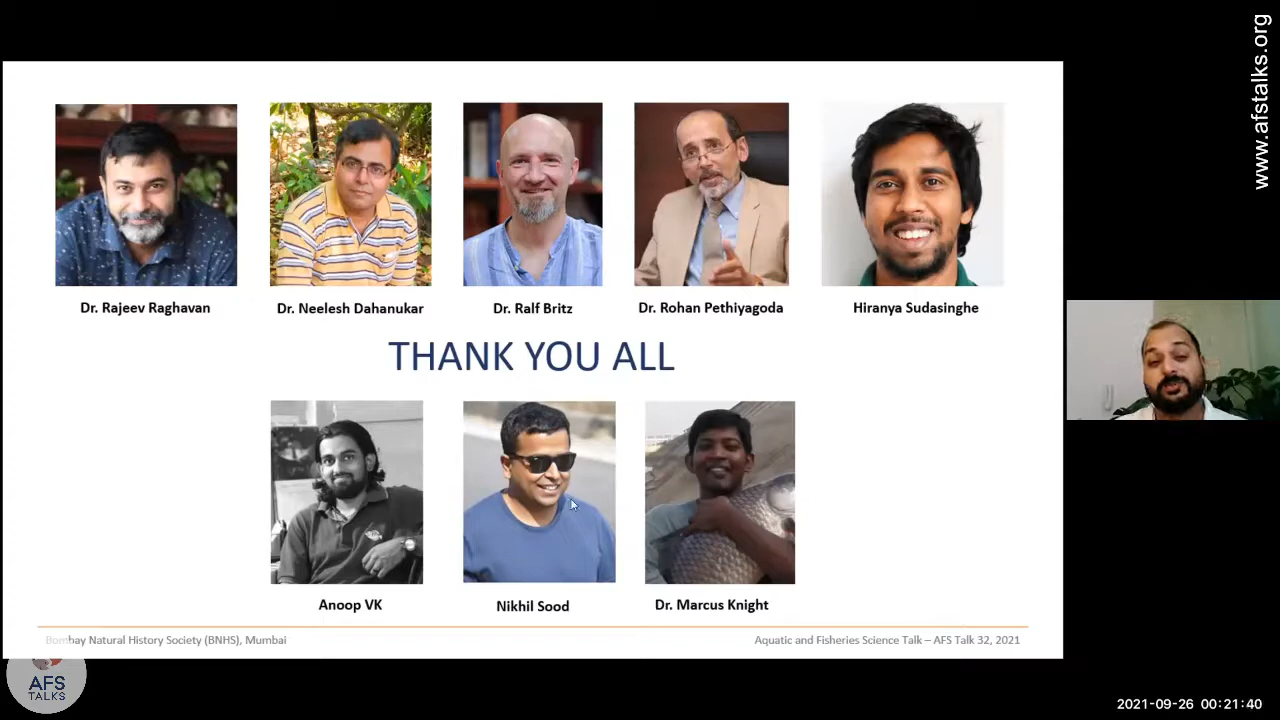 www.afstalks.org
Dr. Rajeev Raghavan
Dr. Neelesh Dahanukar
Dr. Ralf Britz
Dr. Rohan Pethiyagoda
Hiranya Sudasinghe
THANK YOU ALL
Anoop VK
Nikhil Sood
Dr. Marcus Knight
Bombay Natural History Society (BNHS), Mumbai
Aquatic and Fisheries Science Talk – AFS Talk 32, 2021
AFS
TALKS
2021-09-26 00:21:40